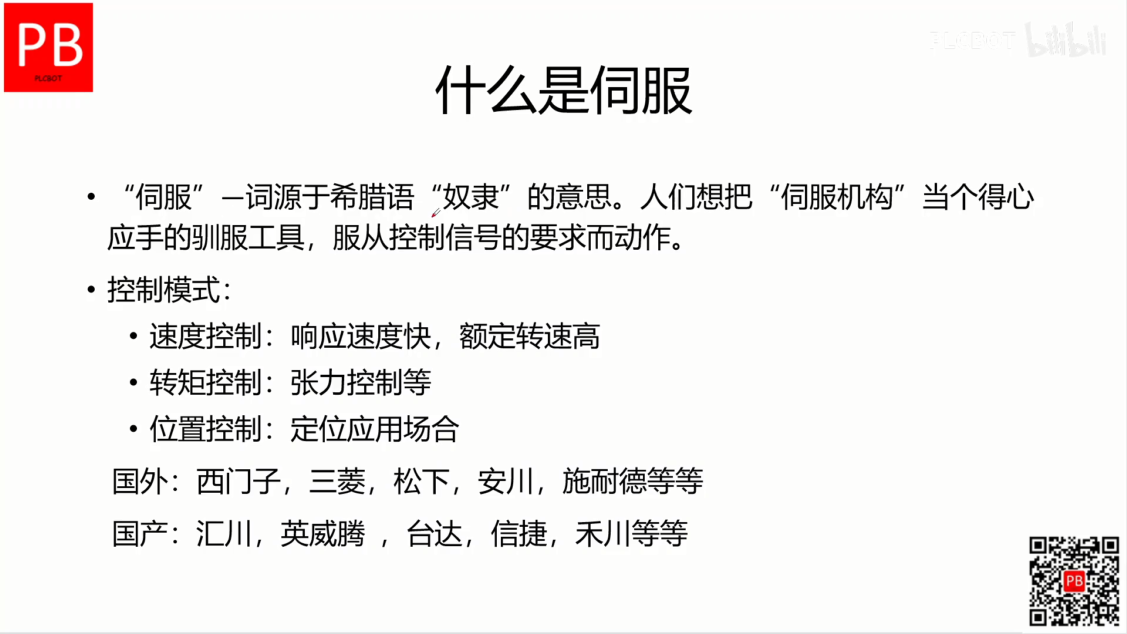 PB
PLCBOT
PLCBOT bilibili
什么是伺服
• “伺服”—词源于希腊语“奴隶”的意思。人们想把“伺服机构”当个得心
应手的驯服工具，服从控制信号的要求而动作。
• 控制模式：
• 速度控制：响应速度快，额定转速高
• 转矩控制：张力控制等
• 位置控制：定位应用场合
国外：西门子，三菱，松下，安川，施耐德等等
国产：汇川，英威腾 ，台达，信捷，禾川等等
PB